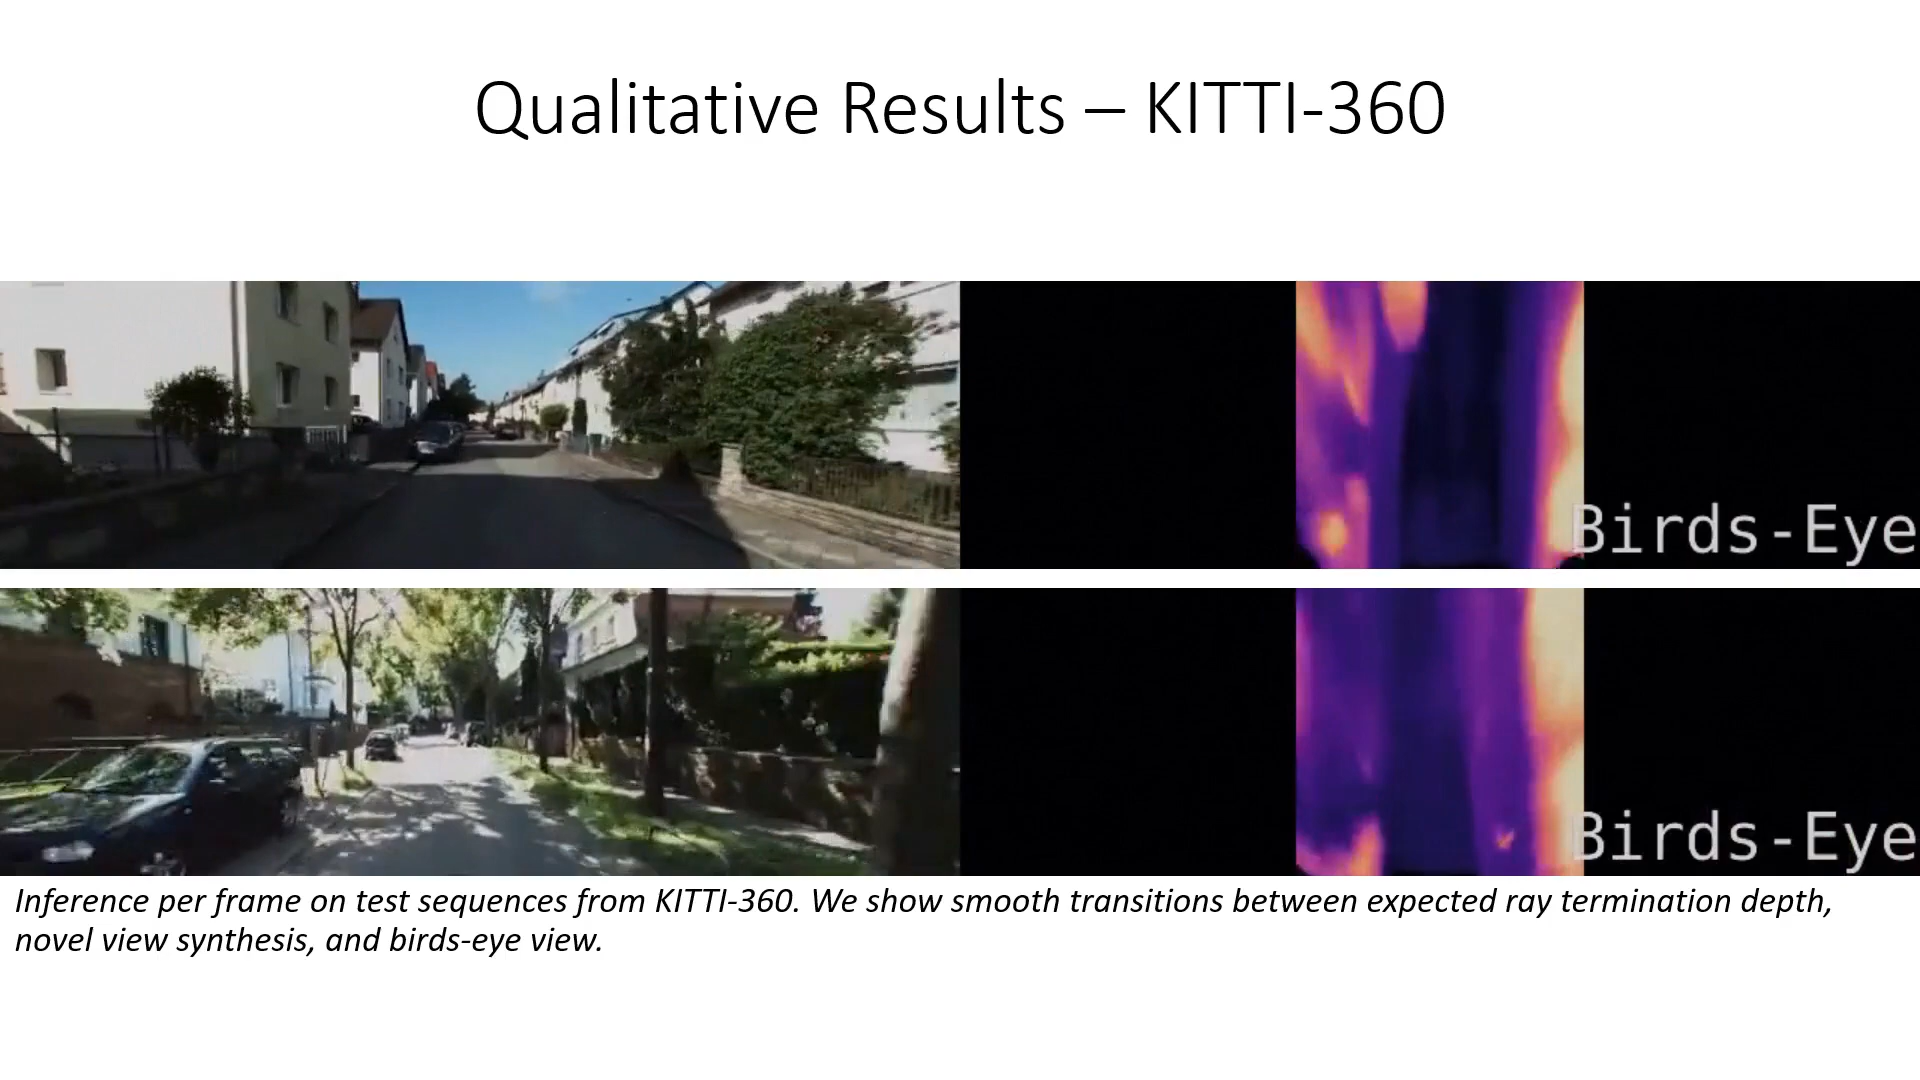 Qualitative Results – KITTI-360
Birds-Eye
Birds-Eye
Inference per frame on test sequences from KITTI-360. We show smooth transitions between expected ray termination depth,
novel view synthesis, and birds-eye view.